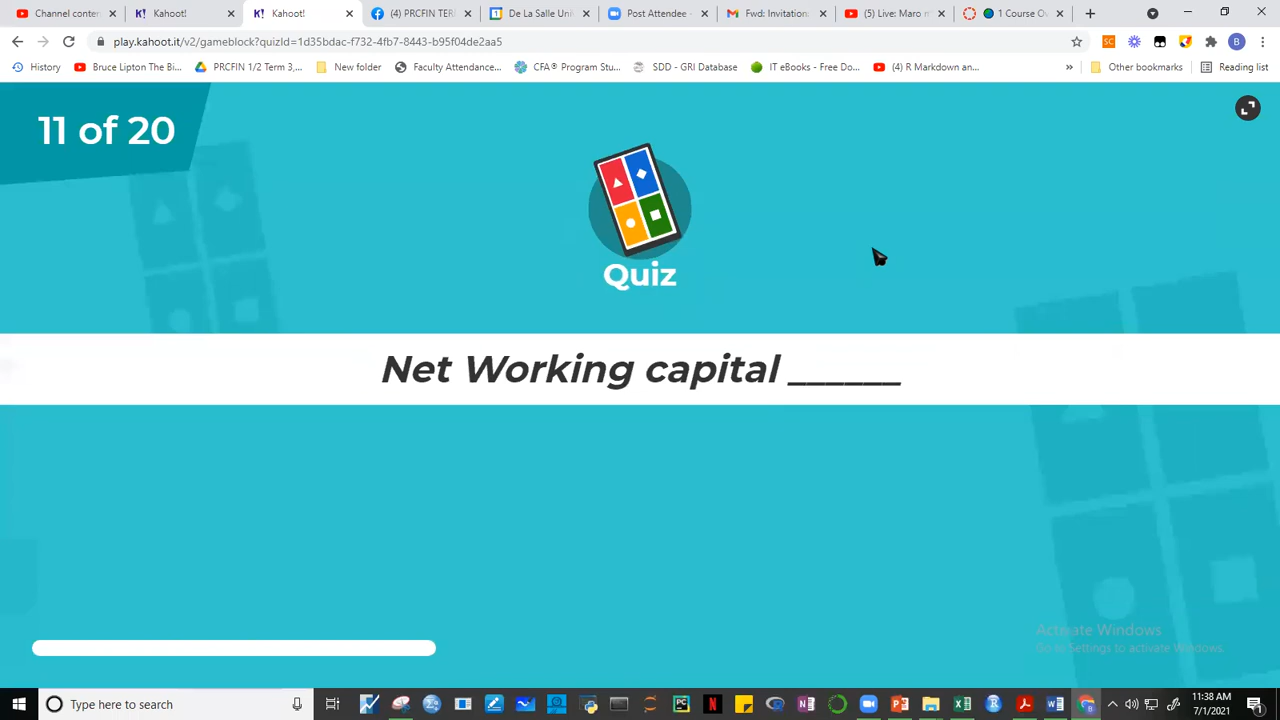 Channel conten
Kahoot!
Kahoot!
(4) PRCFIN TER
De La Salle Uni
Post Attendee -
Fwd: Invitation:
(5) Live: Maro m
1 Course Ov
play.kahoot.it/v2/gameblock?quizId=1d35bdac-f732-4fb7-8443-b95f04de2aa5
SC
B
History
Bruce Lipton The Bi...
PRCFIN 1/2 Term 3,...
New folder
Faculty Attendance...
CFA® Program Stu...
SDD - GRI Database
IT eBooks - Free Do...
(4) R Markdown an...
»
Other bookmarks
Reading list
11 of 20
Quiz
Net Working capital ______
Activate Windows
Go to Settings to activate Windows.
Type here to search
11:38 AM
7/1/2021